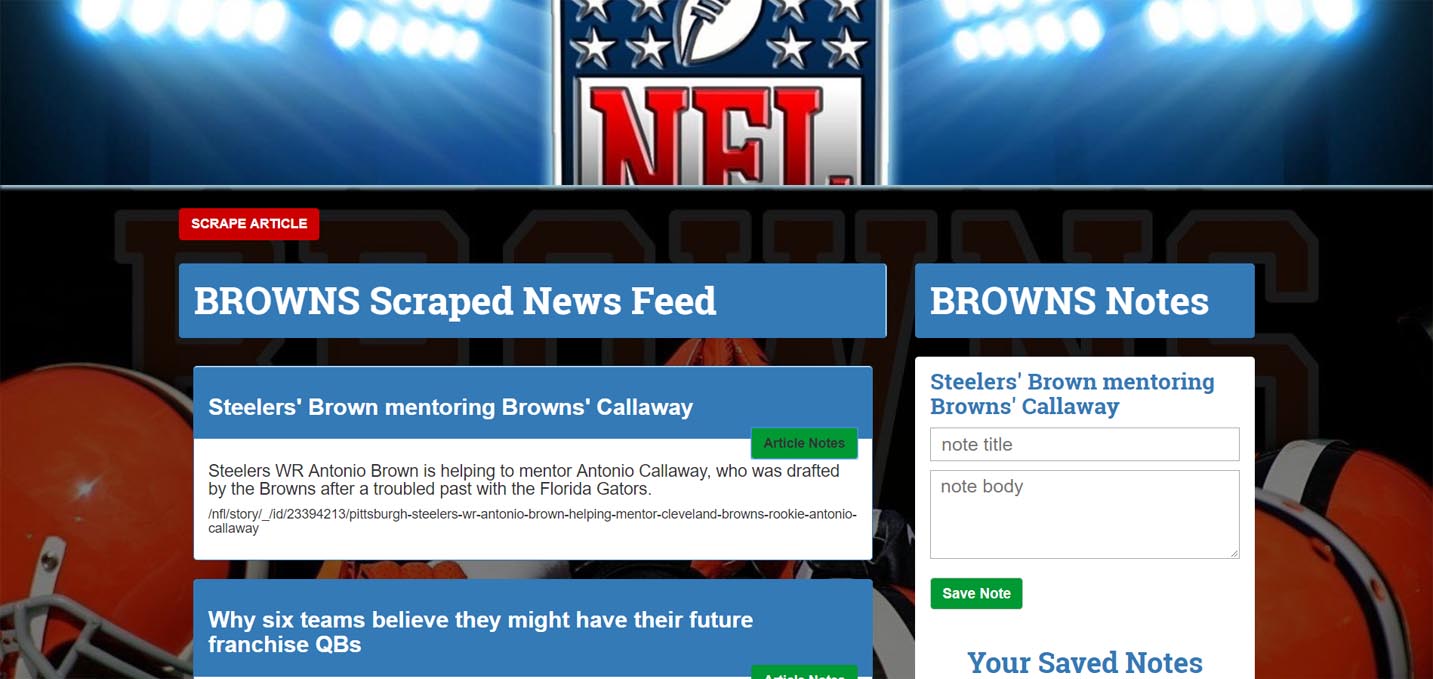 NFL
BROWNS
SCRAPE ARTICLE
BROWNS Scraped News Feed
Steelers' Brown mentoring Browns' Callaway
Article Notes
Steelers WR Antonio Brown is helping to mentor Antonio Callaway, who was drafted
by the Browns after a troubled past with the Florida Gators.
/nfl/story/_/id/23394213/pittsburgh-steelers-wr-antonio-brown-helping-mentor-cleveland-browns-rookie-antonio-
callaway
Why six teams believe they might have their future
franchise QBs
Article Notes
BROWNS Notes
Steelers' Brown mentoring
Browns' Callaway
note title
note body
Save Note
Your Saved Notes